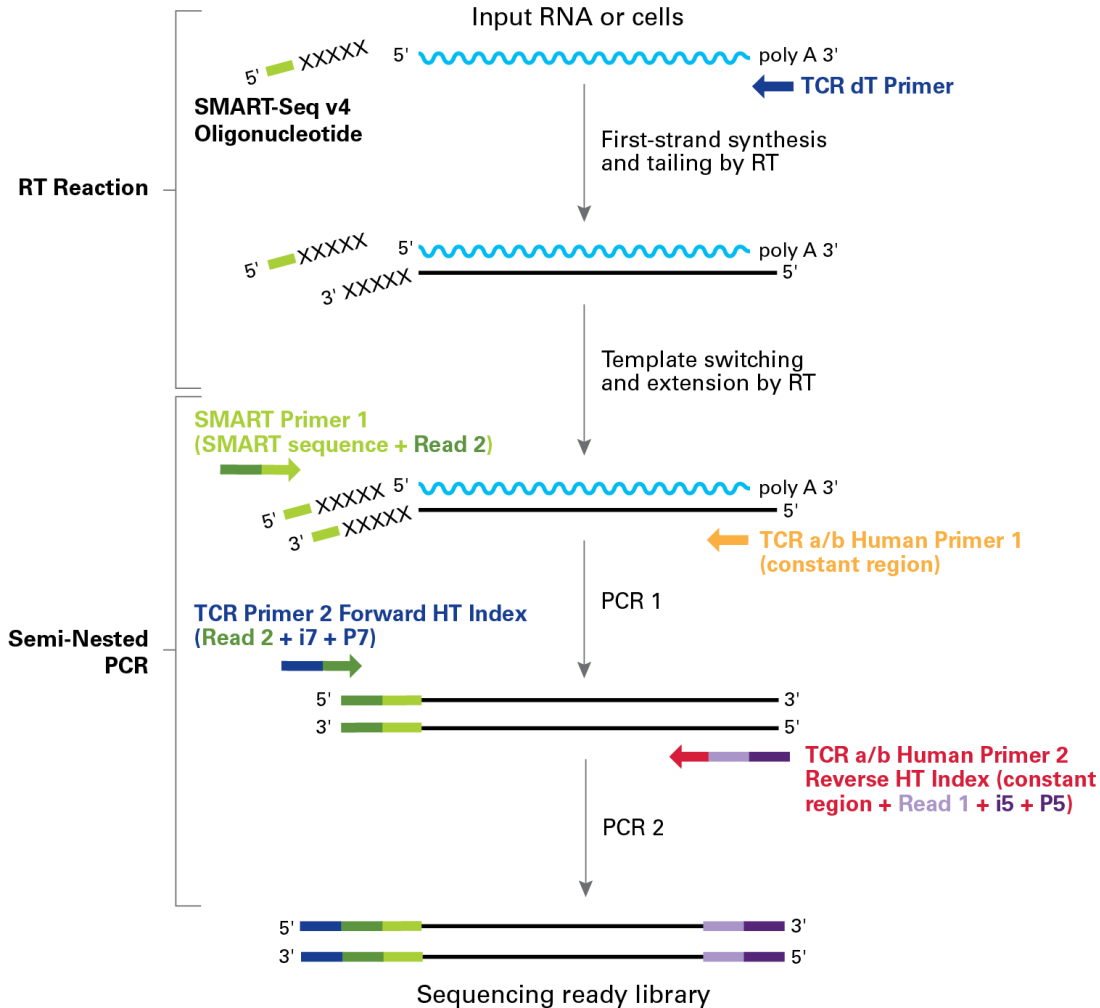 Input RNA or cells
5' XXXXX
5'
poly A 3'
TCR dT Primer
SMART-Seq v4
Oligonucleotide
First-strand synthesis
and tailing by RT
RT Reaction
5' XXXXX
5'
poly A 3'
3' XXXXX
5'
Template switching
and extension by RT
SMART Primer 1
(SMART sequence + Read 2)
5' XXXXX
5'
poly A 3'
3' XXXXX
5'
TCR a/b Human Primer 1
(constant region)
PCR 1
TCR Primer 2 Forward HT Index
(Read 2 + i7 + P7)
Semi-Nested
PCR
5'
3'
3'
5'
TCR a/b Human Primer 2
Reverse HT Index (constant
region + Read 1 + i5 + P5)
PCR 2
5'
3'
3'
5'
Sequencing ready library